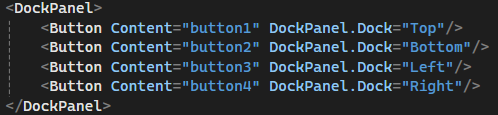 <DockPanel>
    <Button Content="button1" DockPanel.Dock="Top"/>
    <Button Content="button2" DockPanel.Dock="Bottom"/>
    <Button Content="button3" DockPanel.Dock="Left"/>
    <Button Content="button4" DockPanel.Dock="Right"/>
</DockPanel>